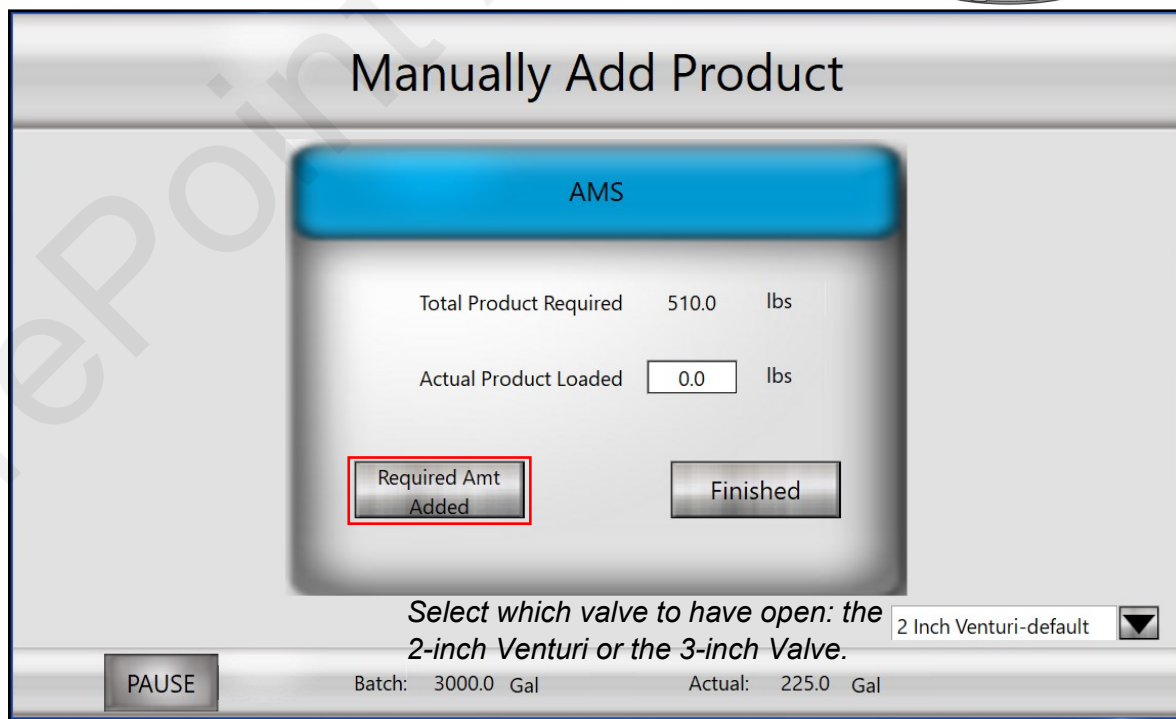 Manually Add Product
AMS
Total Product Required 510.0 lbs
Actual Product Loaded 0.0 lbs
Required Amt
Added
Finished
Select which valve to have open: the
2-inch Venturi or the 3-inch Valve.
2 Inch Venturi-default
PAUSE
Batch: 3000.0 Gal Actual: 225.0 Gal